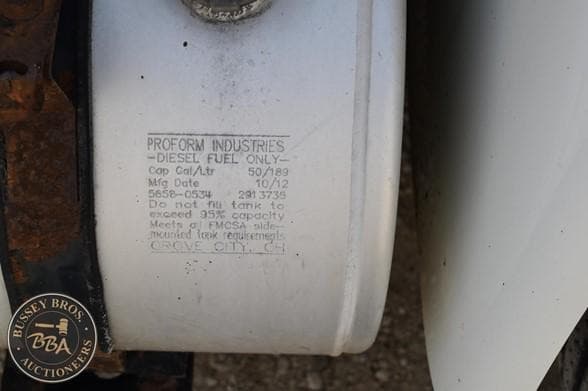 PROFORM INDUSTRIES
-DIESEL FUEL ONLY-
Cap Gal/Ltr 50/189
Mfg Date 10/12
5658-0534 2913735
Do not fill tank to
exceed 95% capacity
Meets all FMCSA side-
mounted tank requirements
GROVE CITY, OH
BUSSEY BROS.
BBA
AUCTIONEERS